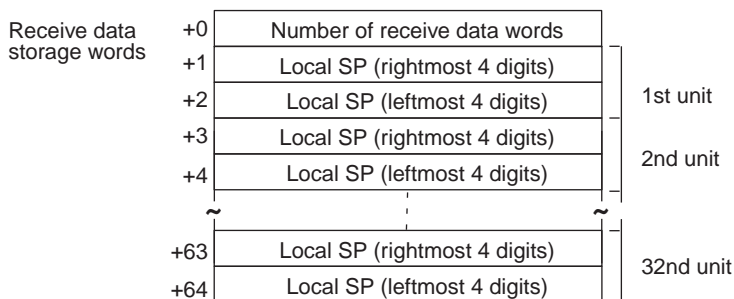 Receive data
storage words
+0 Number of receive data words
+1 Local SP (rightmost 4 digits)
+2 Local SP (leftmost 4 digits)
1st unit
+3 Local SP (rightmost 4 digits)
+4 Local SP (leftmost 4 digits)
2nd unit
~ ~
+63 Local SP (rightmost 4 digits)
+64 Local SP (leftmost 4 digits)
32nd unit